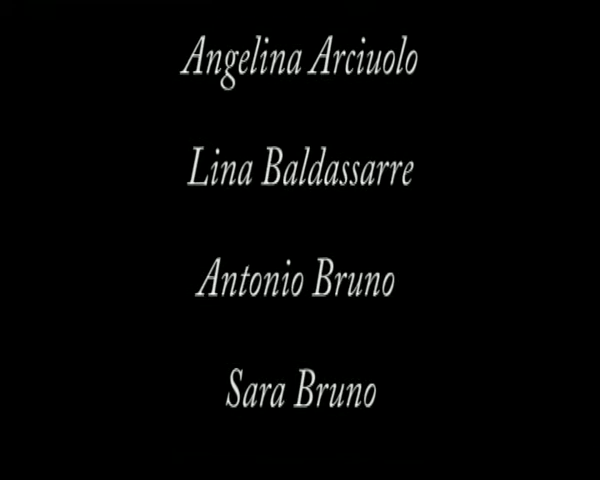 Angelina Arciuolo
Lina Baldassarre
Antonio Bruno
Sara Bruno